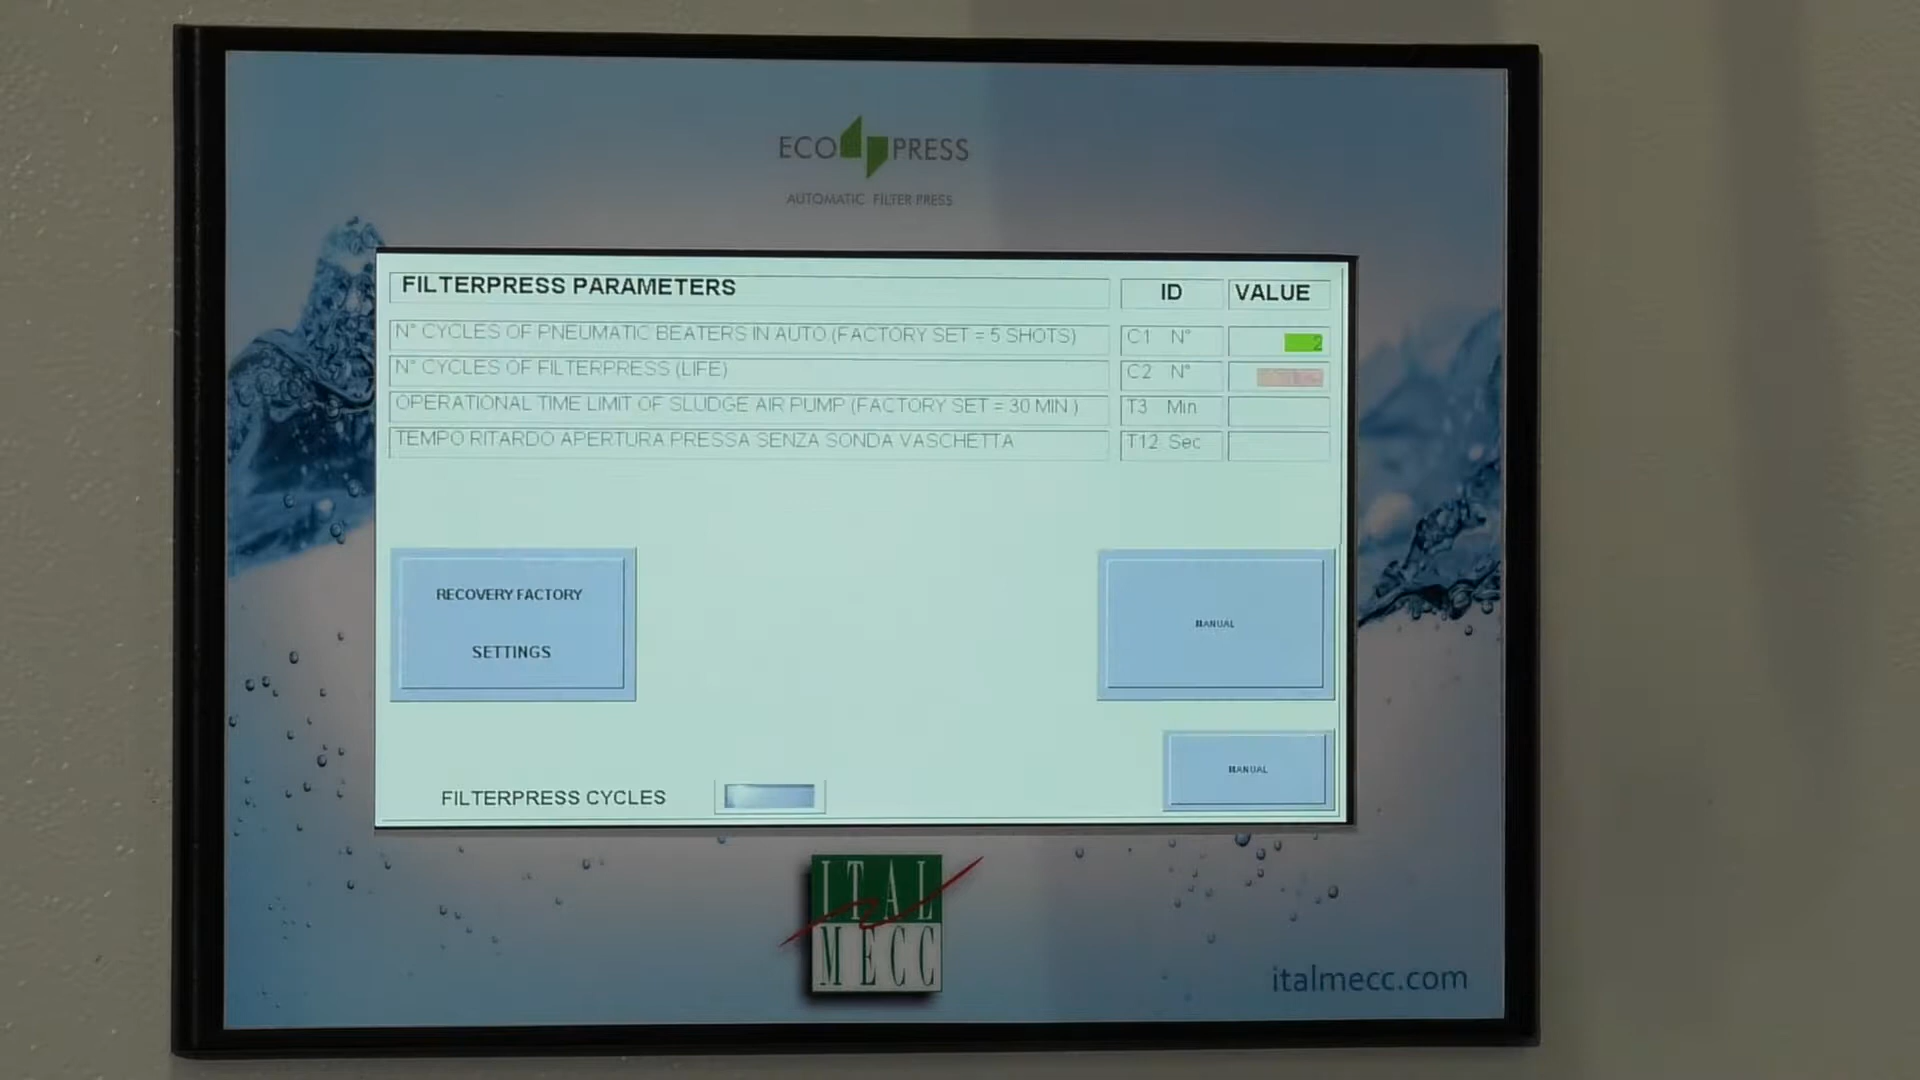 ECO PRESS
AUTOMATIC FILTER PRESS
FILTERPRESS PARAMETERS ID VALUE
N° CYCLES OF PNEUMATIC BEATERS IN AUTO (FACTORY SET = 5 SHOTS) C1 N° 2
N° CYCLES OF FILTERPRESS (LIFE) C2 N°
OPERATIONAL TIME LIMIT OF SLUDGE AIR PUMP (FACTORY SET = 30 MIN ) T3 Min
TEMPO RITARDO APERTURA PRESSA SENZA SONDA VASCHETTA T12 Sec
RECOVERY FACTORY
SETTINGS
MANUAL
MANUAL
FILTERPRESS CYCLES
ITAL
MECC
italmecc.com